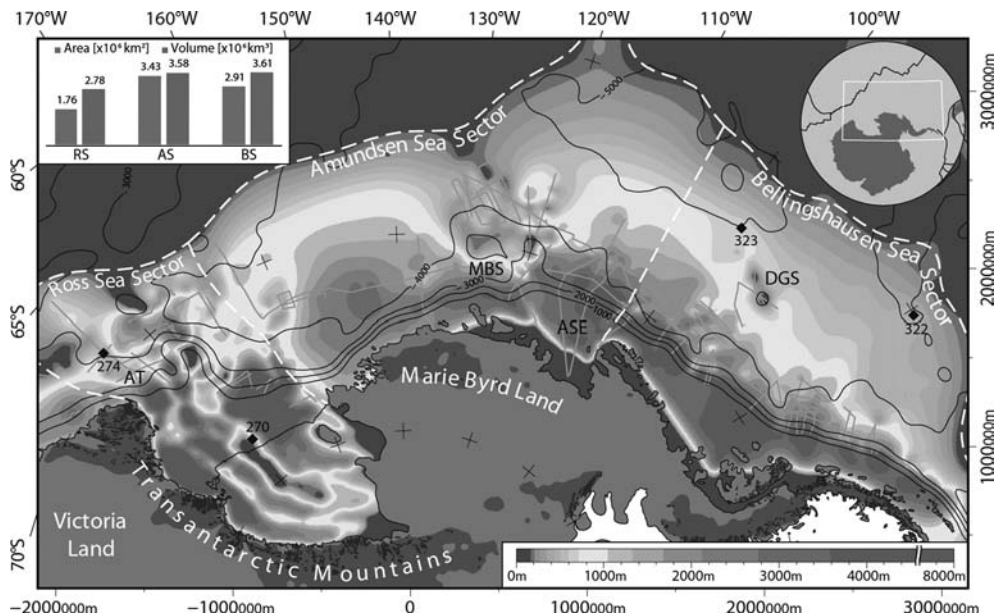 170°W 160°W 150°W 140°W 130°W 120°W 110°W 100°W
Area [x10⁶ km²] Volume [x10⁶ km³]
1.76 2.78 3.43 3.58 2.91 3.61
RS AS BS
3000
5000
Amundsen Sea Sector
Bellingshausen Sea Sector
Ross Sea Sector
60°S
65°S
70°S
3000000m
2000000m
1000000m
0m
323
DGS
322
MBS
4000
3000
2000
1000
ASE
274
AT
270
Marie Byrd Land
Victoria
Land
Transantarctic Mountains
0m 1000m 2000m 3000m 4000m 8000m
−2000000m −1000000m 0 1000000m 2000000m 3000000m